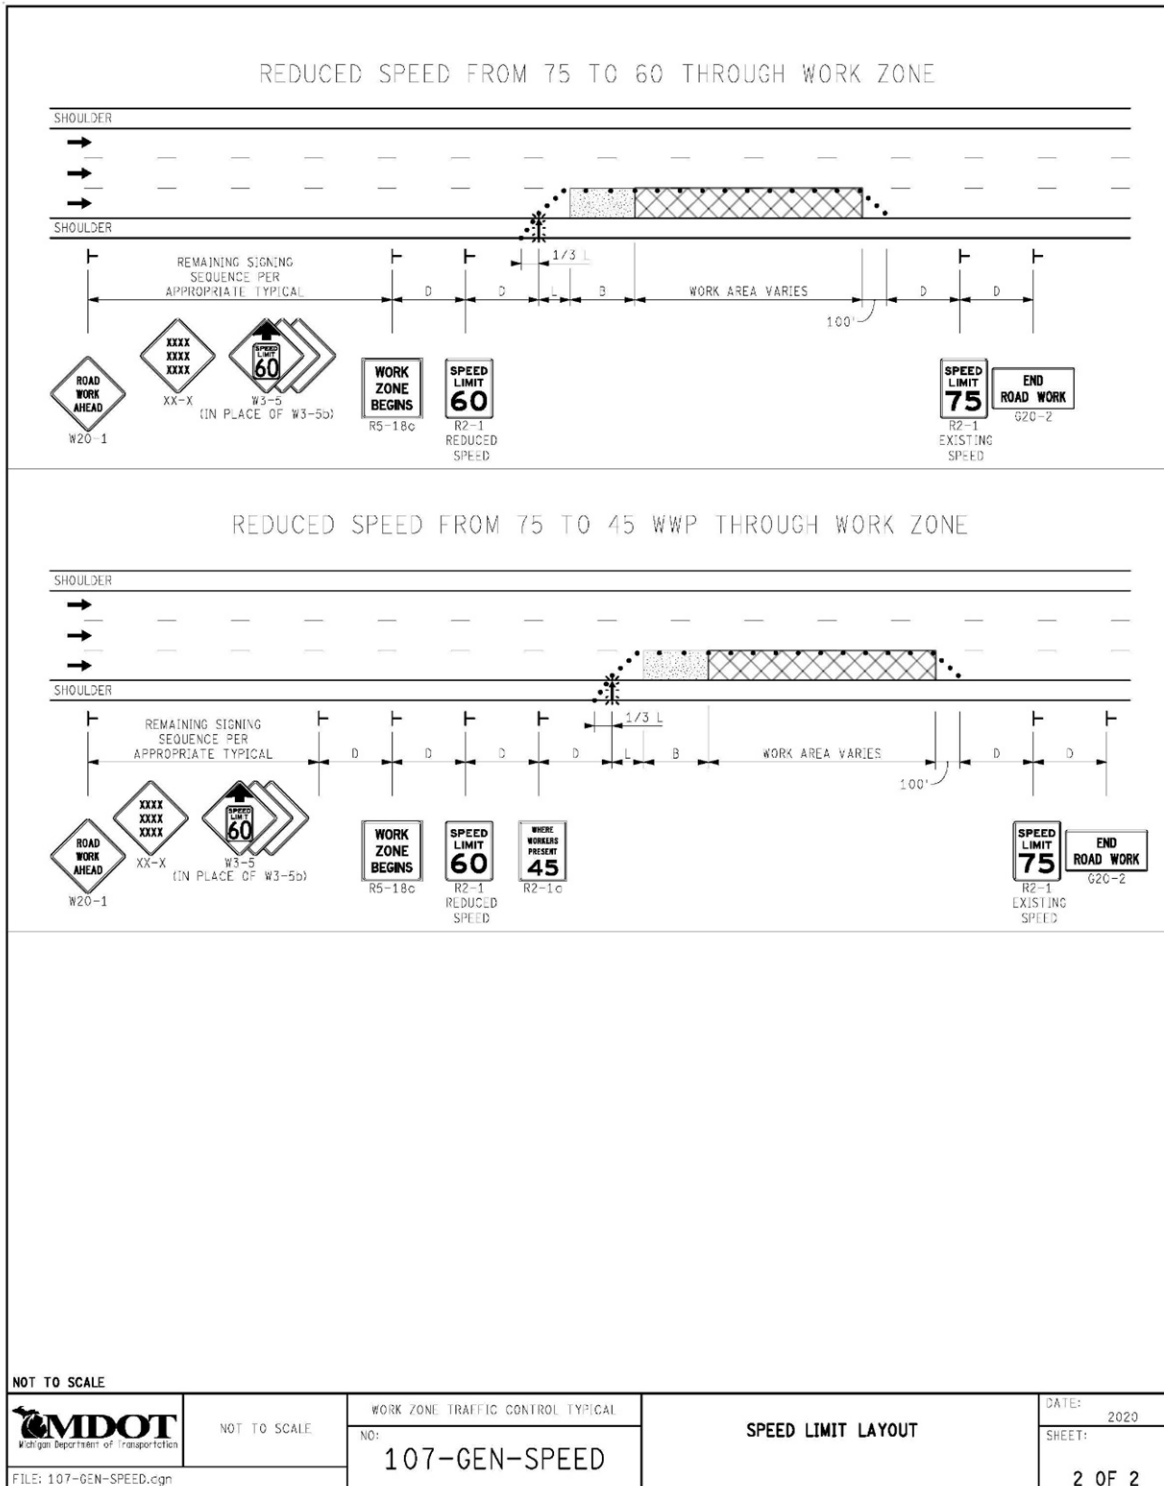 REDUCED SPEED FROM 75 TO 60 THROUGH WORK ZONE
SHOULDER
SHOULDER
1/3 L
REMAINING SIGNING
SEQUENCE PER
APPROPRIATE TYPICAL
D
D
L
B
WORK AREA VARIES
100'
D
D
ROAD
WORK
AHEAD
W20-1
XXXX
XXXX
XXXX
XX-X
SPEED
LIMIT
60
W3-5
(IN PLACE OF W3-5b)
WORK
ZONE
BEGINS
R5-18c
SPEED
LIMIT
60
R2-1
REDUCED
SPEED
SPEED
LIMIT
75
R2-1
EXISTING
SPEED
END
ROAD WORK
G20-2
REDUCED SPEED FROM 75 TO 45 WWP THROUGH WORK ZONE
SHOULDER
SHOULDER
1/3 L
REMAINING SIGNING
SEQUENCE PER
APPROPRIATE TYPICAL
D
D
D
D
L
B
WORK AREA VARIES
100'
D
D
ROAD
WORK
AHEAD
W20-1
XXXX
XXXX
XXXX
XX-X
SPEED
LIMIT
60
W3-5
(IN PLACE OF W3-5b)
WORK
ZONE
BEGINS
R5-18c
SPEED
LIMIT
60
R2-1
REDUCED
SPEED
WHERE
WORKERS
PRESENT
45
R2-1a
SPEED
LIMIT
75
R2-1
EXISTING
SPEED
END
ROAD WORK
G20-2
NOT TO SCALE
MDOT
Michigan Department of Transportation
FILE: 107-GEN-SPEED.dgn
NOT TO SCALE
WORK ZONE TRAFFIC CONTROL TYPICAL
NO:
107-GEN-SPEED
SPEED LIMIT LAYOUT
DATE:
2020
SHEET:
2 OF 2